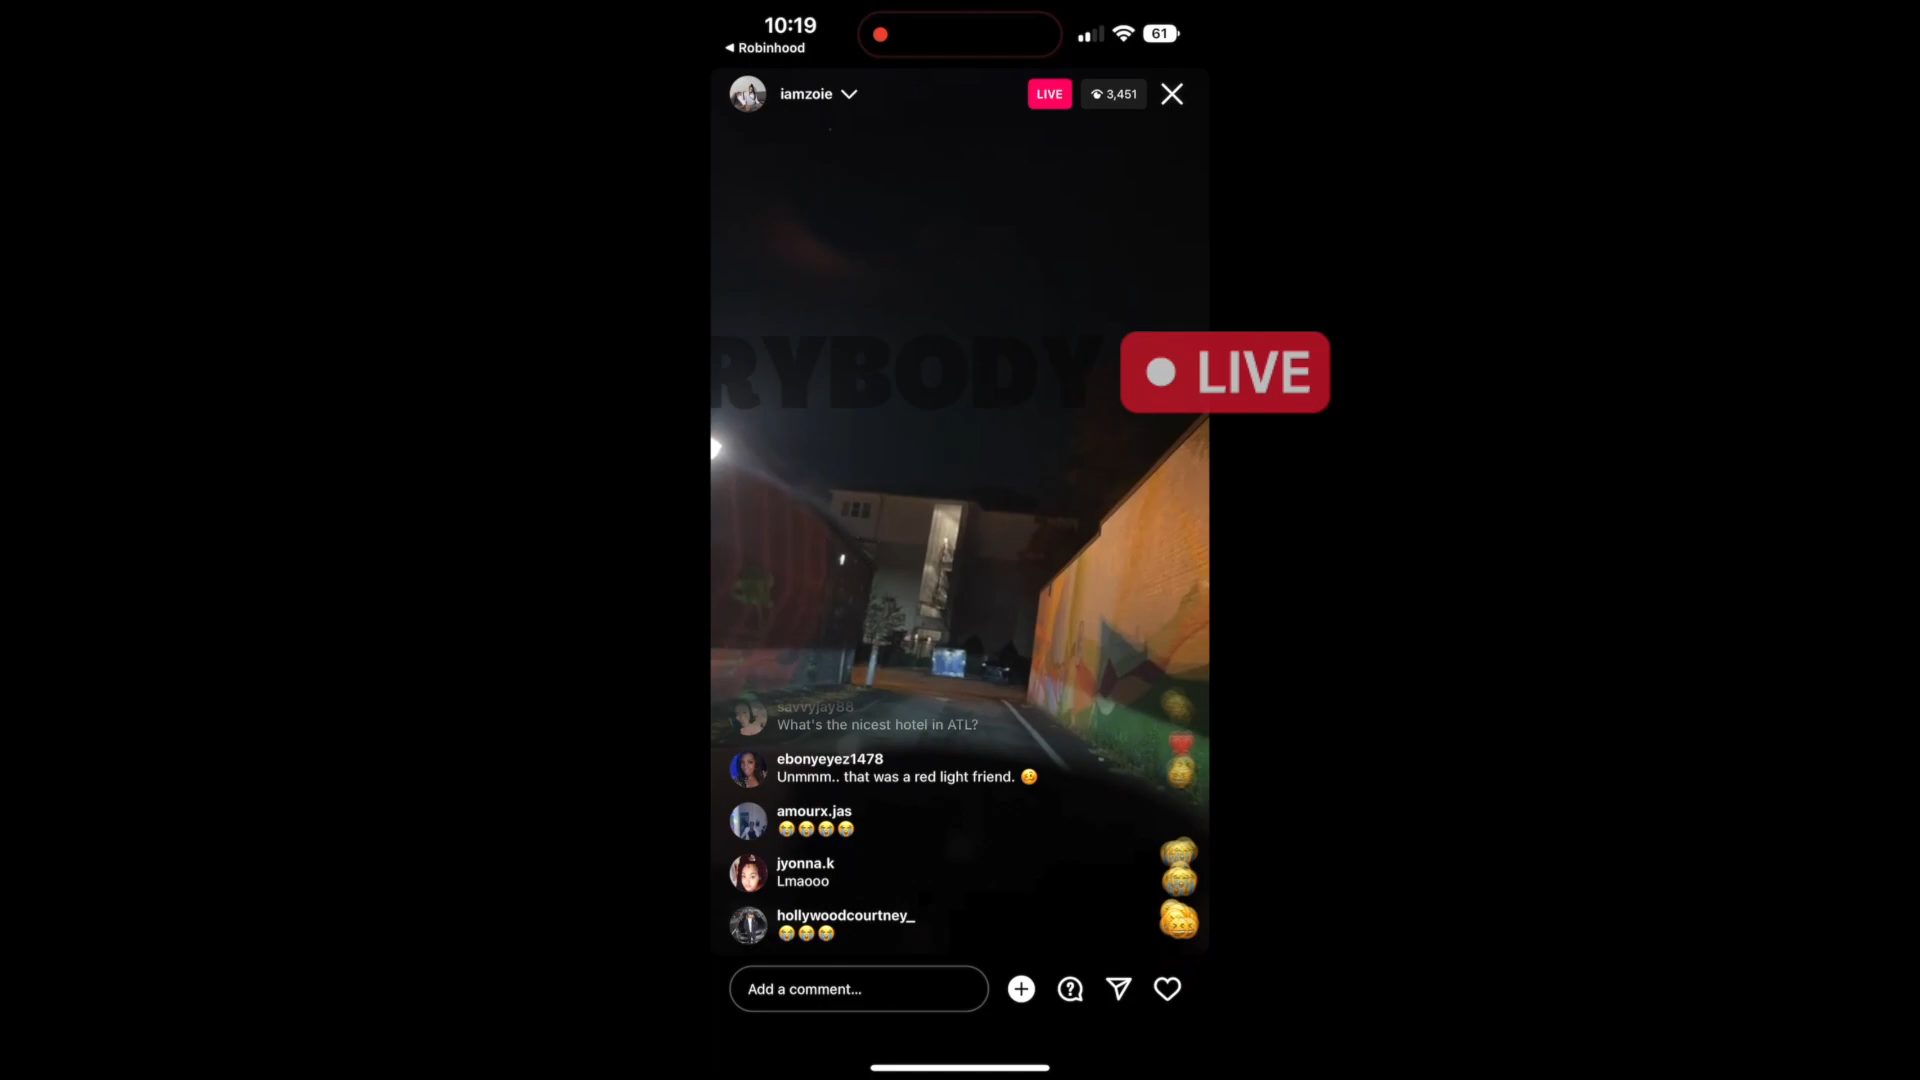 10:19
◀ Robinhood
61
iamzoie
LIVE
3,451
RYBODY
LIVE
savvyjay88
What's the nicest hotel in ATL?
ebonyeyez1478
Unmmm.. that was a red light friend. 🥴
amourx.jas
😭😭😭😭
jyonna.k
Lmaooo
hollywoodcourtney_
😭😭😭
Add a comment...